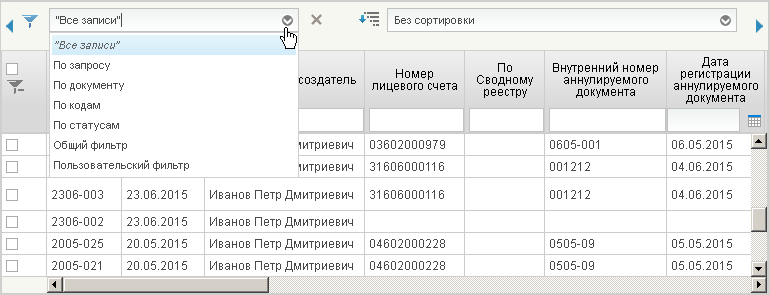 "Все записи"
Без сортировки
"Все записи"
По запросу
По документу
По кодам
По статусам
Общий фильтр
Пользовательский фильтр
создатель
Номер лицевого счета
По Сводному реестру
Внутренний номер аннулируемого документа
Дата регистрации аннулируемого документа
митриевич 03602000979 0605-001 06.05.2015
митриевич 31606000116 001212 04.06.2015
2306-003 23.06.2015 Иванов Петр Дмитриевич 31606000116 001212 04.06.2015
2306-002 23.06.2015 Иванов Петр Дмитриевич
2005-025 20.05.2015 Иванов Петр Дмитриевич 04602000228 0505-09 05.05.2015
2005-021 20.05.2015 Иванов Петр Дмитриевич 04602000228 0505-09 05.05.2015